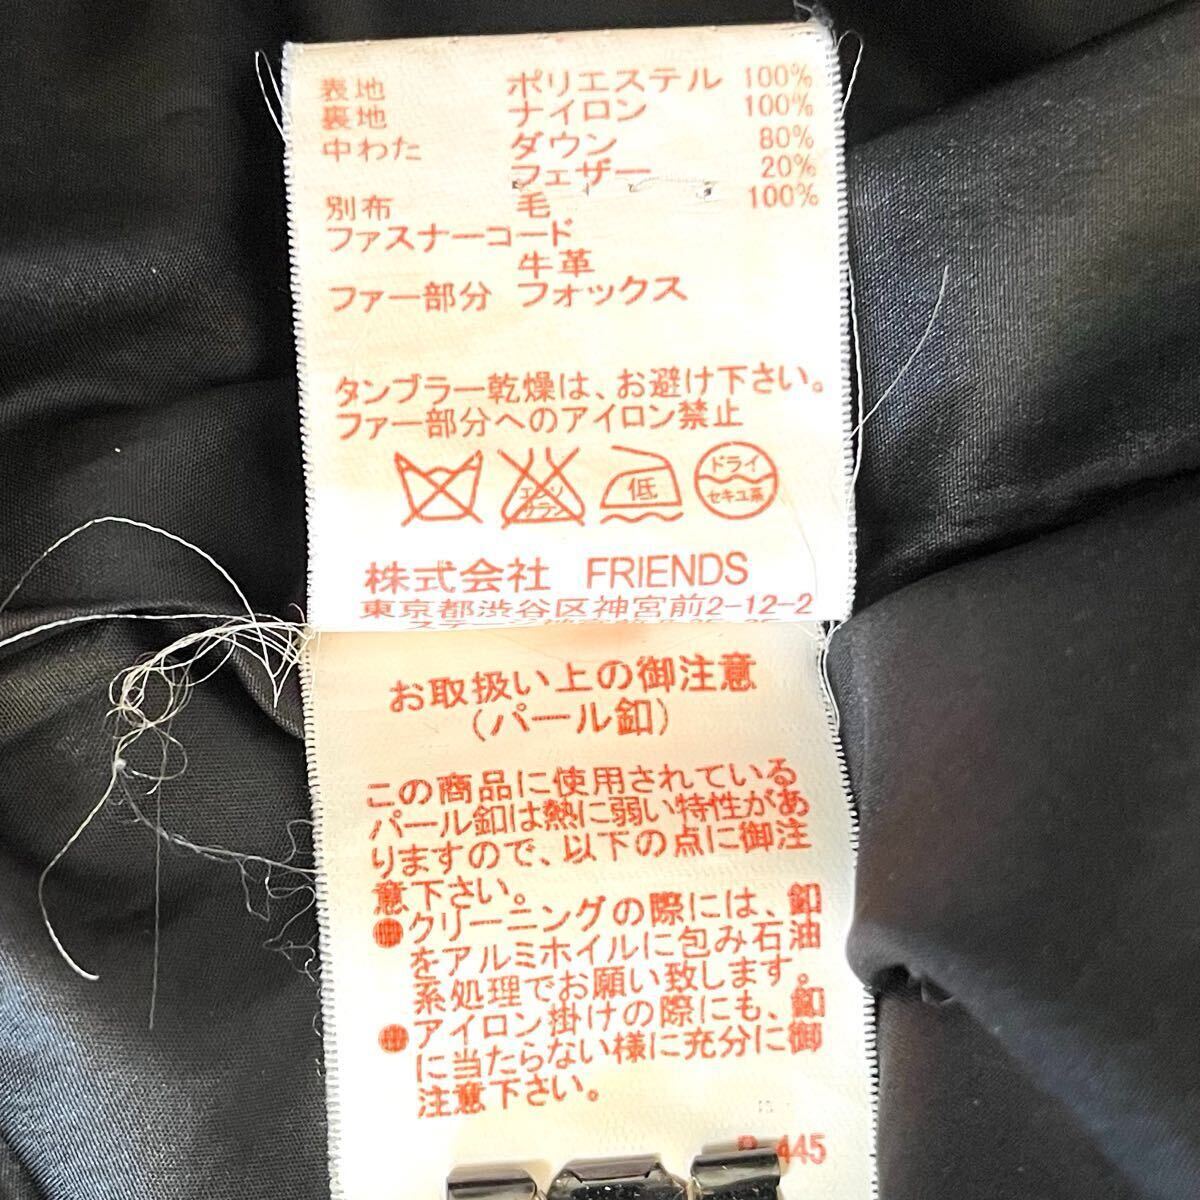 表地 ポリエステル 100%
裏地 ナイロン 100%
中わた ダウン 80%
フェザー 20%
別布 毛 100%
ファスナーコード
牛革
ファー部分 フォックス
タンブラー乾燥は、お避け下さい。
ファー部分へのアイロン禁止
エンソ サラシ 低 ドライ セキユ系
株式会社 FRIENDS
東京都渋谷区神宮前2-12-2
お取扱い上の御注意
(パール釦)
この商品に使用されている
パール釦は熱に弱い特性があ
りますので、以下の点に御注
意下さい。
●クリーニングの際には、釦
をアルミホイルに包み石油
系処理でお願い致します。
●アイロン掛けの際にも、釦
に当たらない様に充分に御
注意下さい。
445